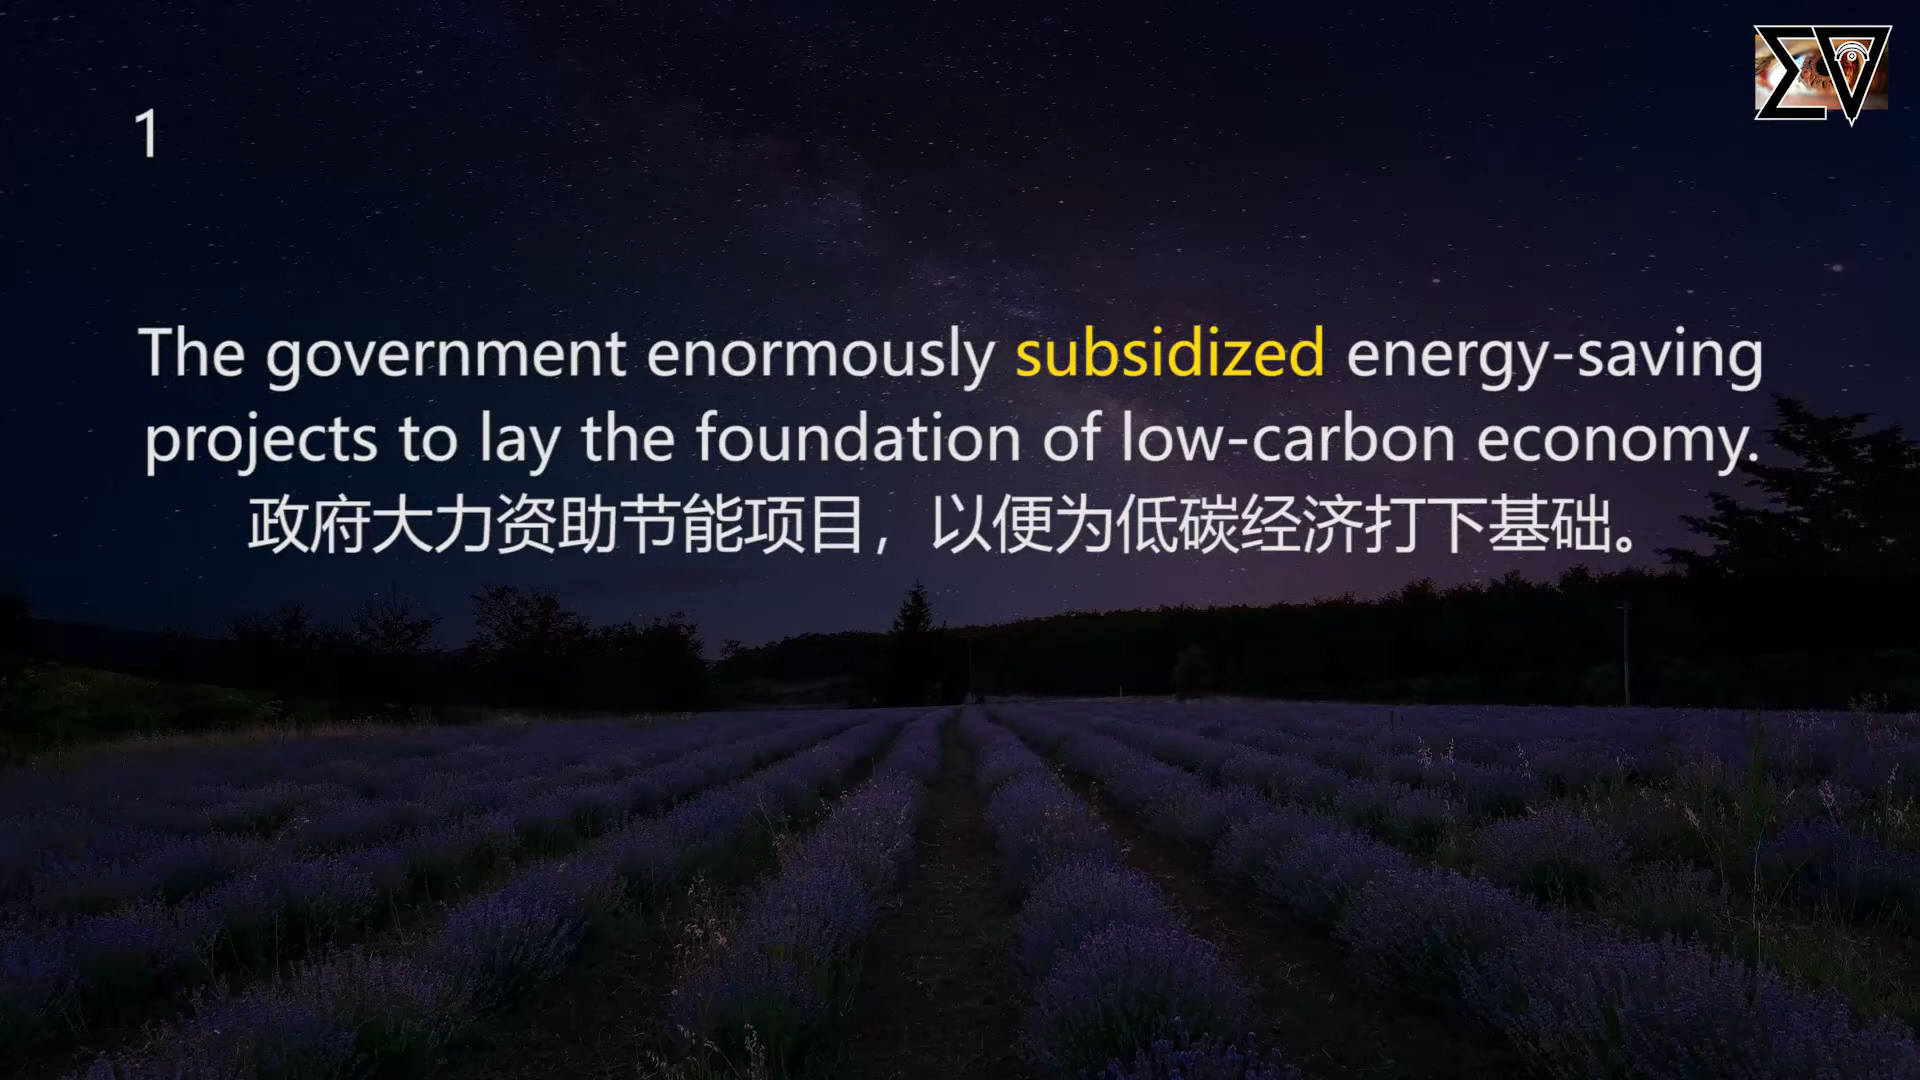 1
The government enormously subsidized energy-saving
projects to lay the foundation of low-carbon economy.
政府大力资助节能项目，以便为低碳经济打下基础。